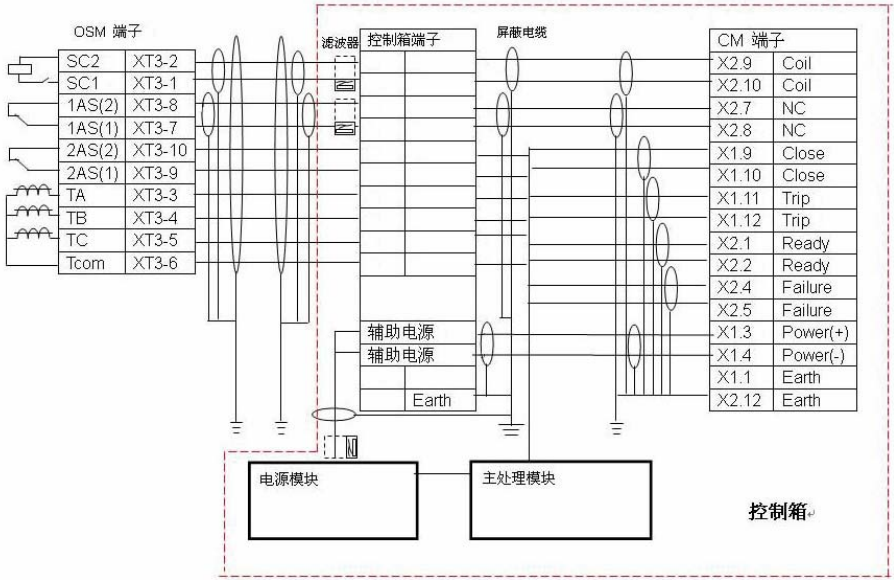 OSM 端子
SC2 XT3-2
SC1 XT3-1
1AS(2) XT3-8
1AS(1) XT3-7
2AS(2) XT3-10
2AS(1) XT3-9
TA XT3-3
TB XT3-4
TC XT3-5
Tcom XT3-6
滤波器
控制箱端子
辅助电源
辅助电源
Earth
屏蔽电缆
CM 端子
X2.9 Coil
X2.10 Coil
X2.7 NC
X2.8 NC
X1.9 Close
X1.10 Close
X1.11 Trip
X1.12 Trip
X2.1 Ready
X2.2 Ready
X2.4 Failure
X2.5 Failure
X1.3 Power(+)
X1.4 Power(-)
X1.1 Earth
X2.12 Earth
电源模块
主处理模块
控制箱